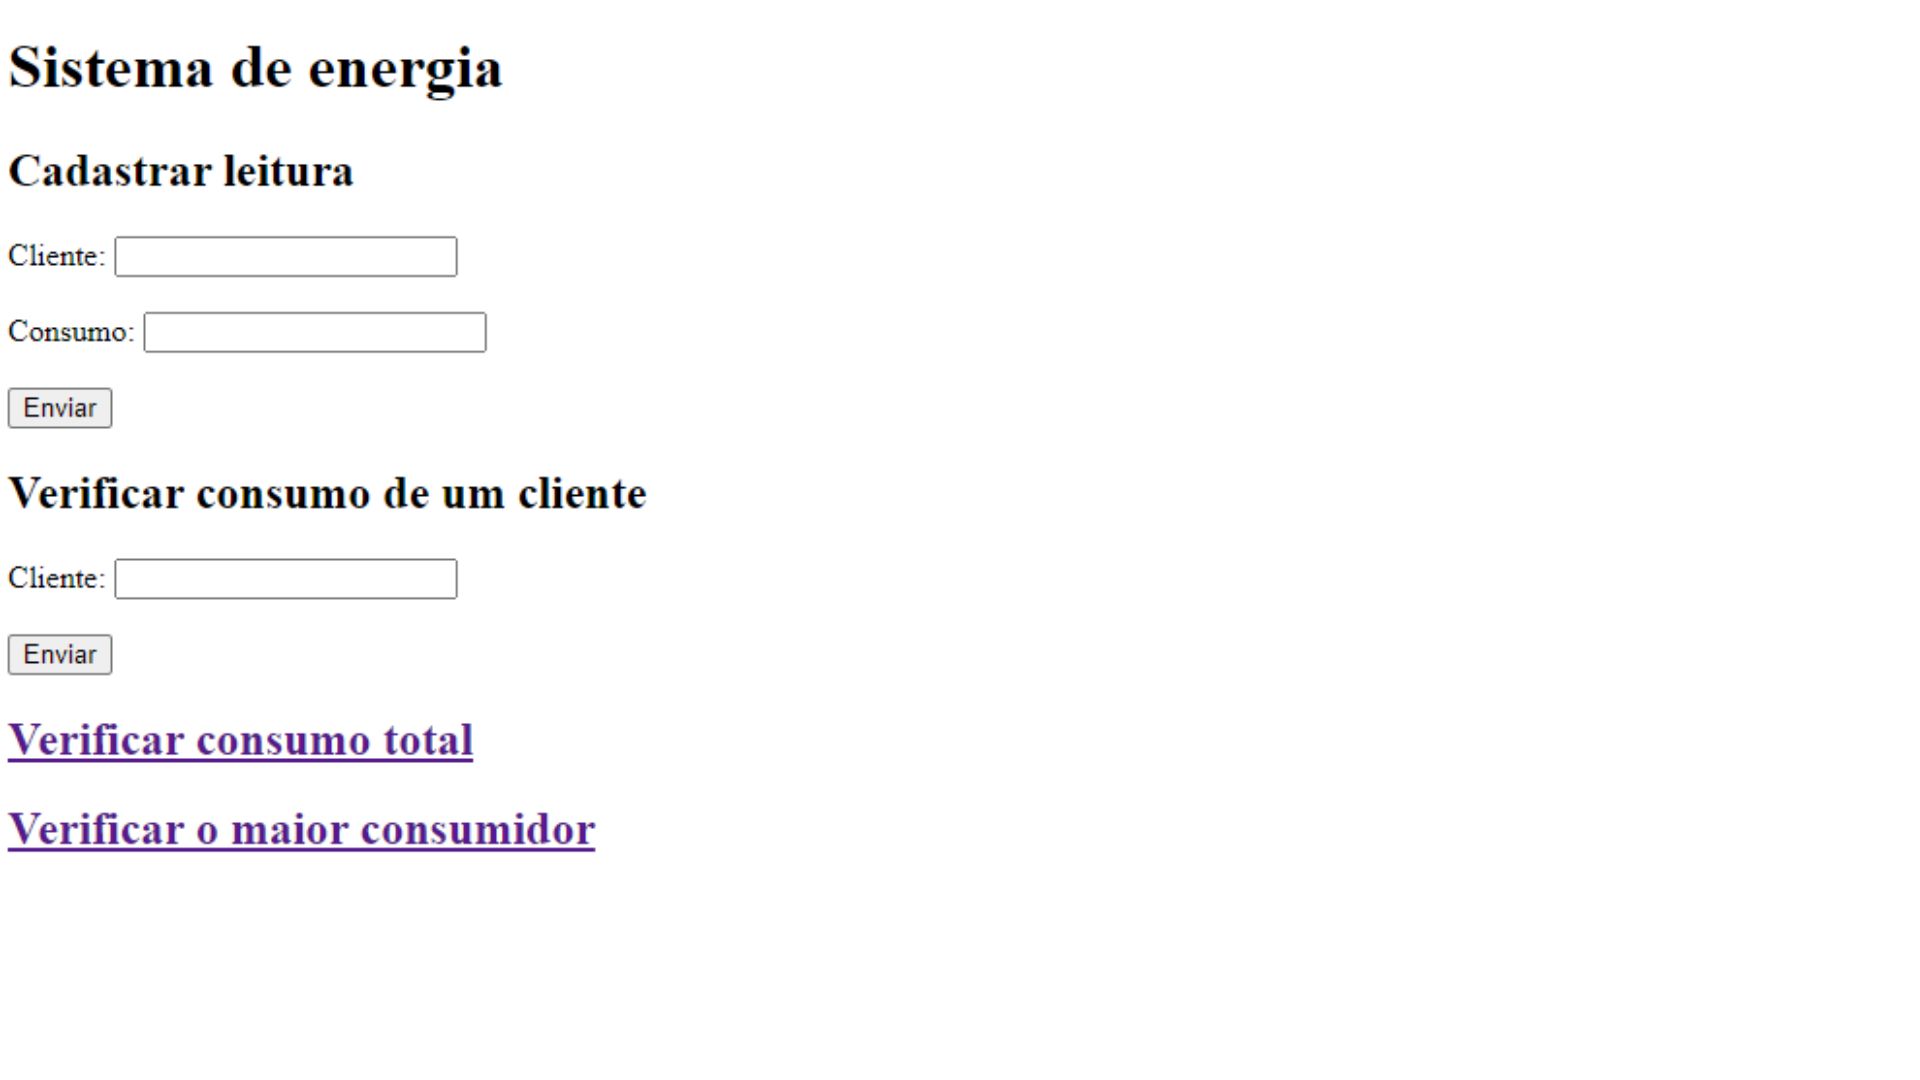 Sistema de energia
Cadastrar leitura
Cliente:
Consumo:
Enviar
Verificar consumo de um cliente
Cliente:
Enviar
Verificar consumo total
Verificar o maior consumidor